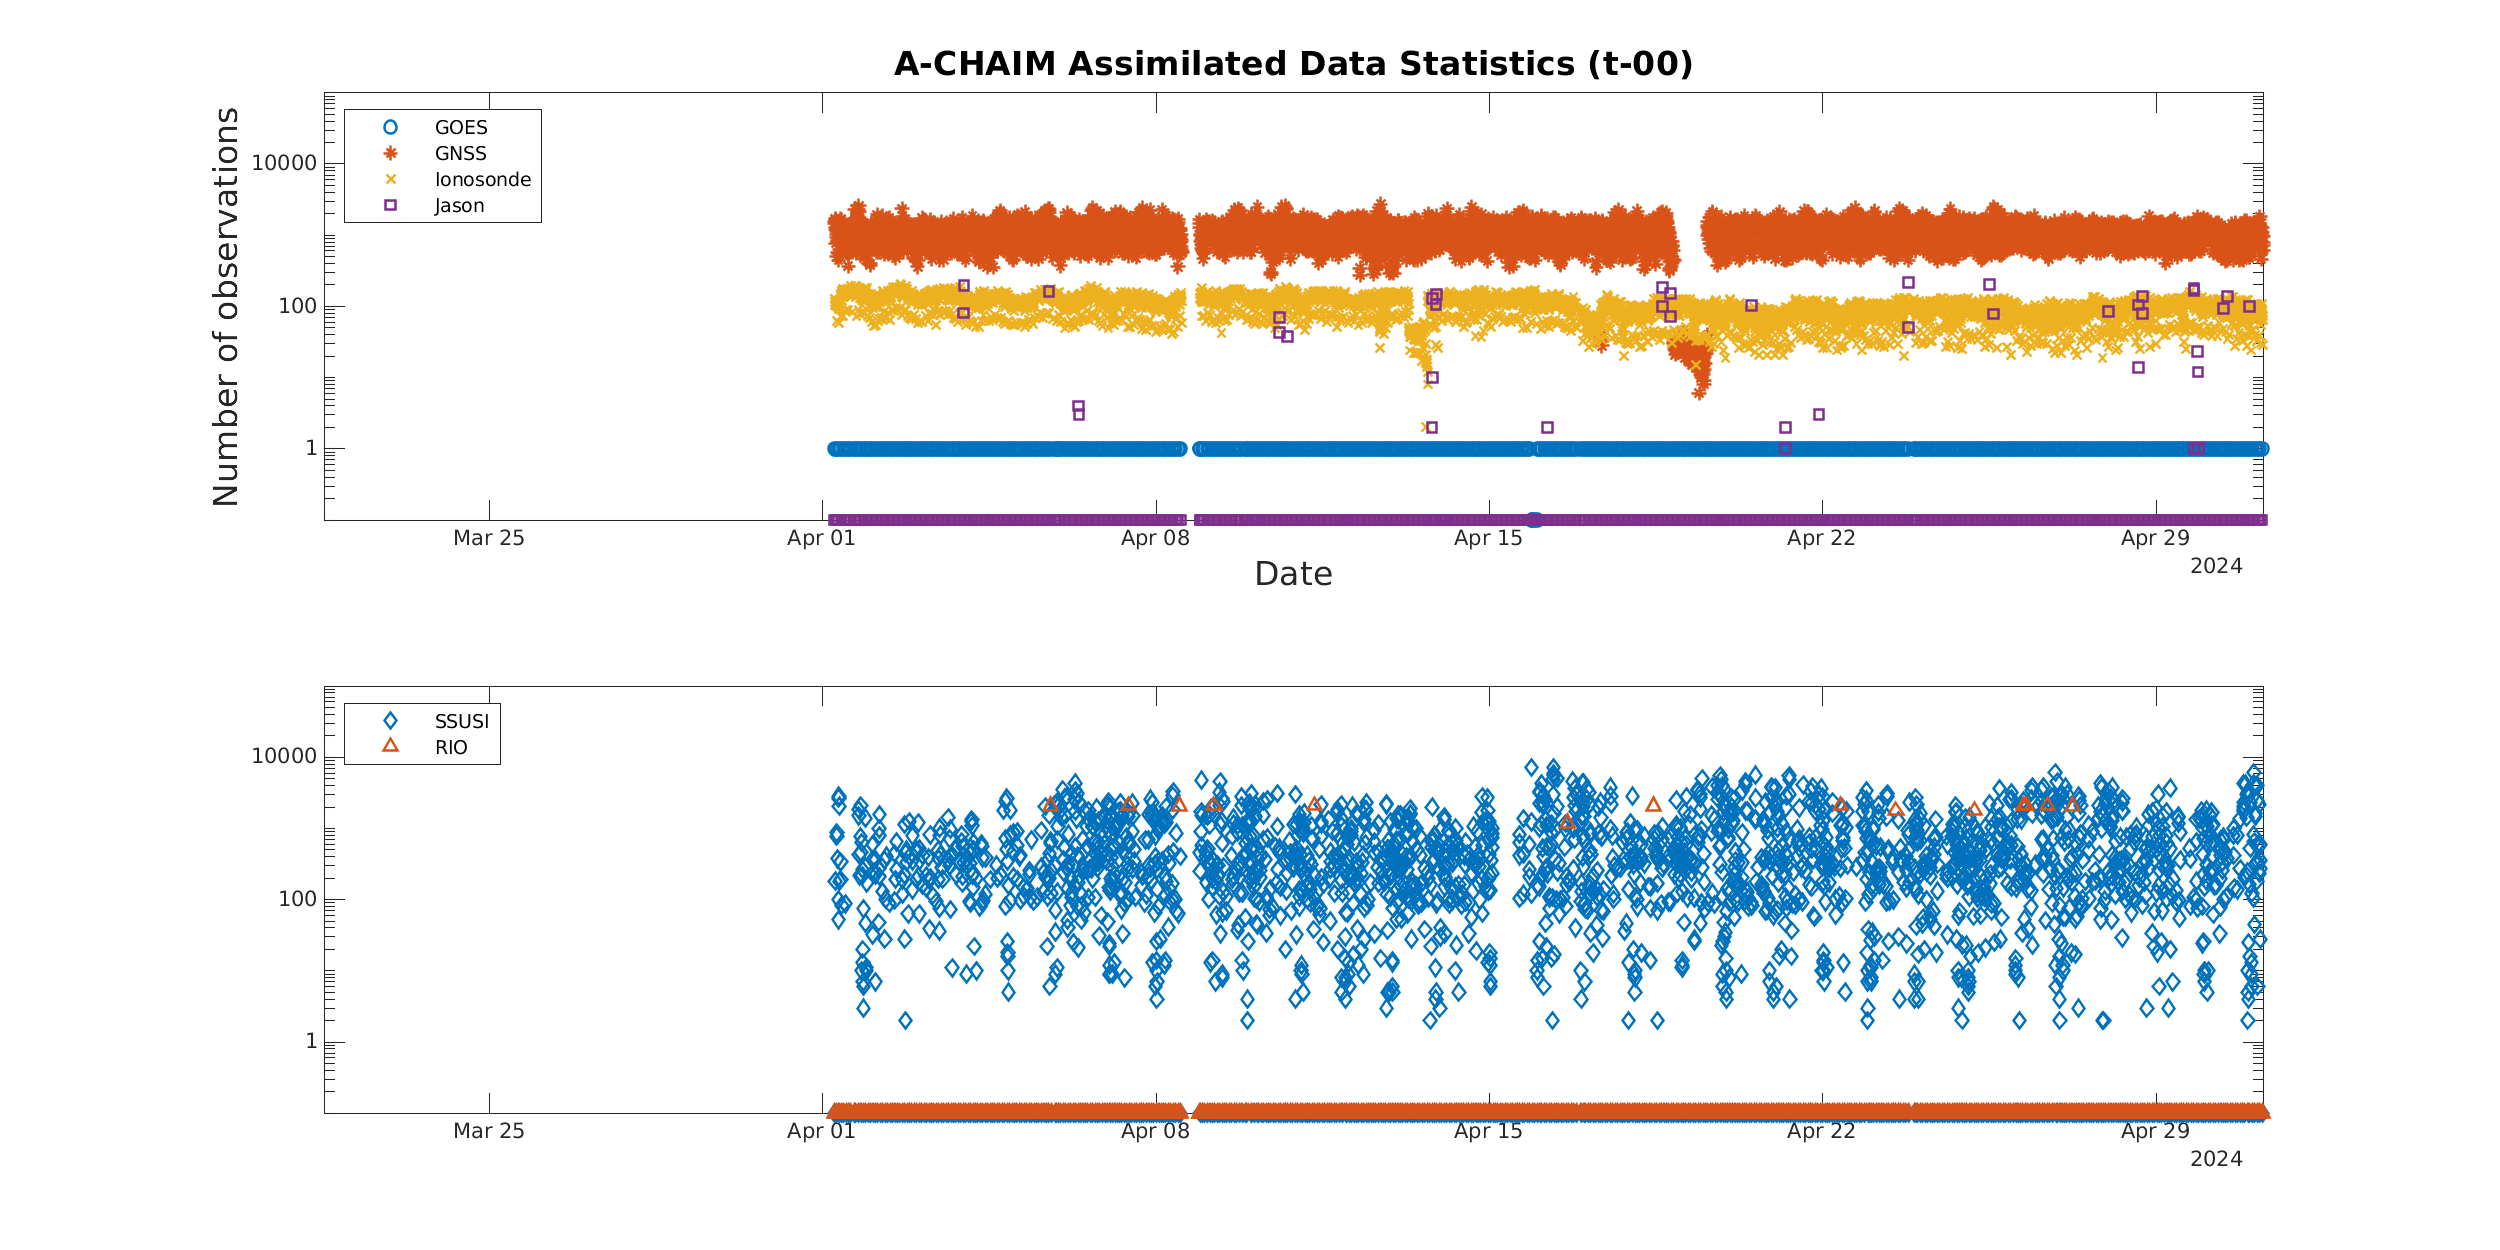 A-CHAIM Assimilated Data Statistics (t-00)
Number of observations
GOES
GNSS
Ionosonde
Jason
10000
100
1
Mar 25 Apr 01 Apr 08 Apr 15 Apr 22 Apr 29
2024
Date
SSUSI
RIO
10000
100
1
Mar 25 Apr 01 Apr 08 Apr 15 Apr 22 Apr 29
2024